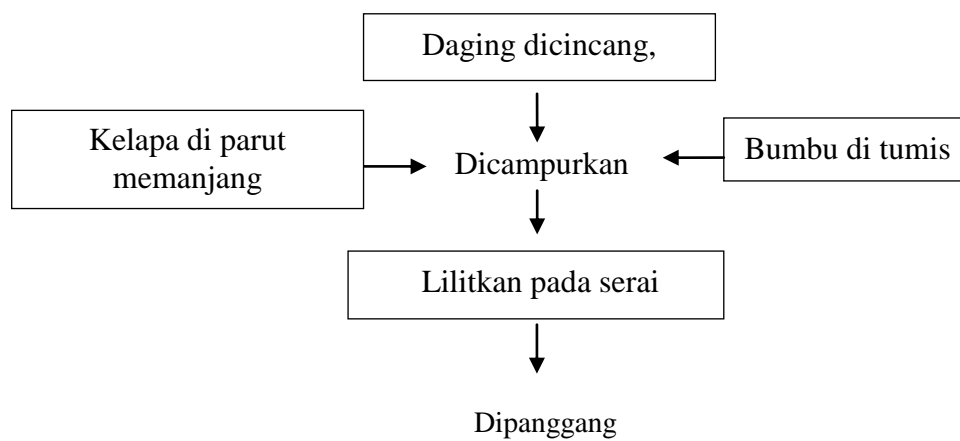 Daging dicincang,
Kelapa di parut
memanjang
Dicampurkan
Bumbu di tumis
Lilitkan pada serai
Dipanggang